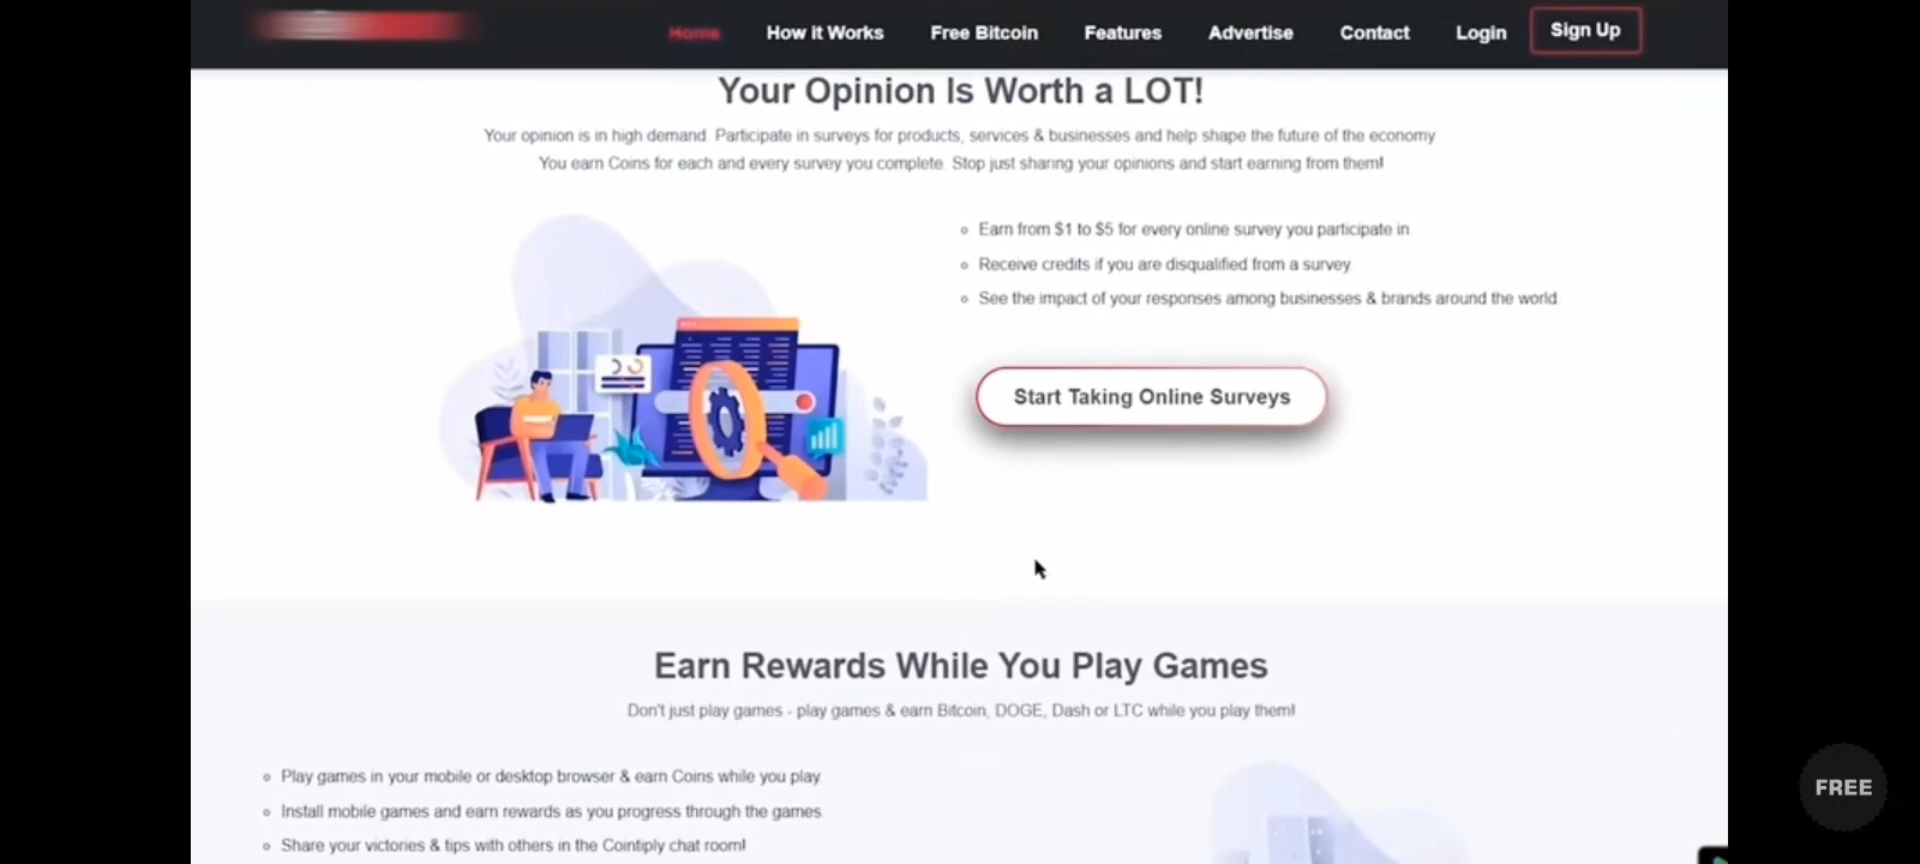 Home How it Works Free Bitcoin Features Advertise Contact Login Sign Up
Your Opinion Is Worth a LOT!
Your opinion is in high demand. Participate in surveys for products, services & businesses and help shape the future of the economy
You earn Coins for each and every survey you complete. Stop just sharing your opinions and start earning from them!
Earn from $1 to $5 for every online survey you participate in.
Receive credits if you are disqualified from a survey.
See the impact of your responses among businesses & brands around the world.
Start Taking Online Surveys
Earn Rewards While You Play Games
Don't just play games - play games & earn Bitcoin, DOGE, Dash or LTC while you play them!
Play games in your mobile or desktop browser & earn Coins while you play.
Install mobile games and earn rewards as you progress through the games.
Share your victories & tips with others in the Cointiply chat room!
FREE